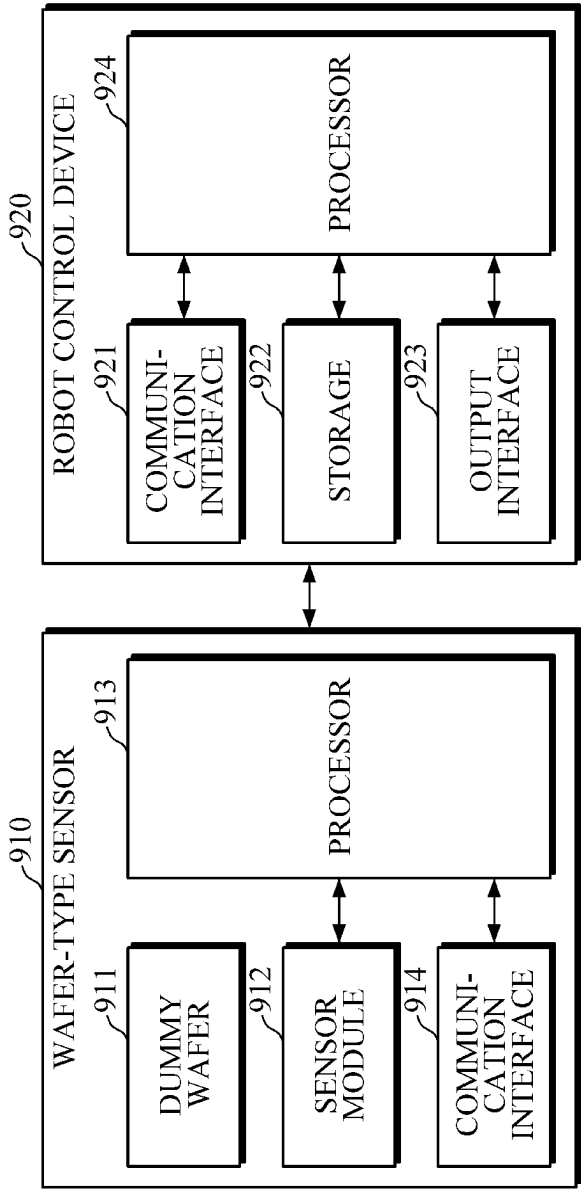 910
WAFER-TYPE SENSOR
911
DUMMY
WAFER
912
SENSOR
MODULE
914
COMMUNI-
CATION
INTERFACE
913
PROCESSOR
920
ROBOT CONTROL DEVICE
921
COMMUNI-
CATION
INTERFACE
922
STORAGE
923
OUTPUT
INTERFACE
924
PROCESSOR